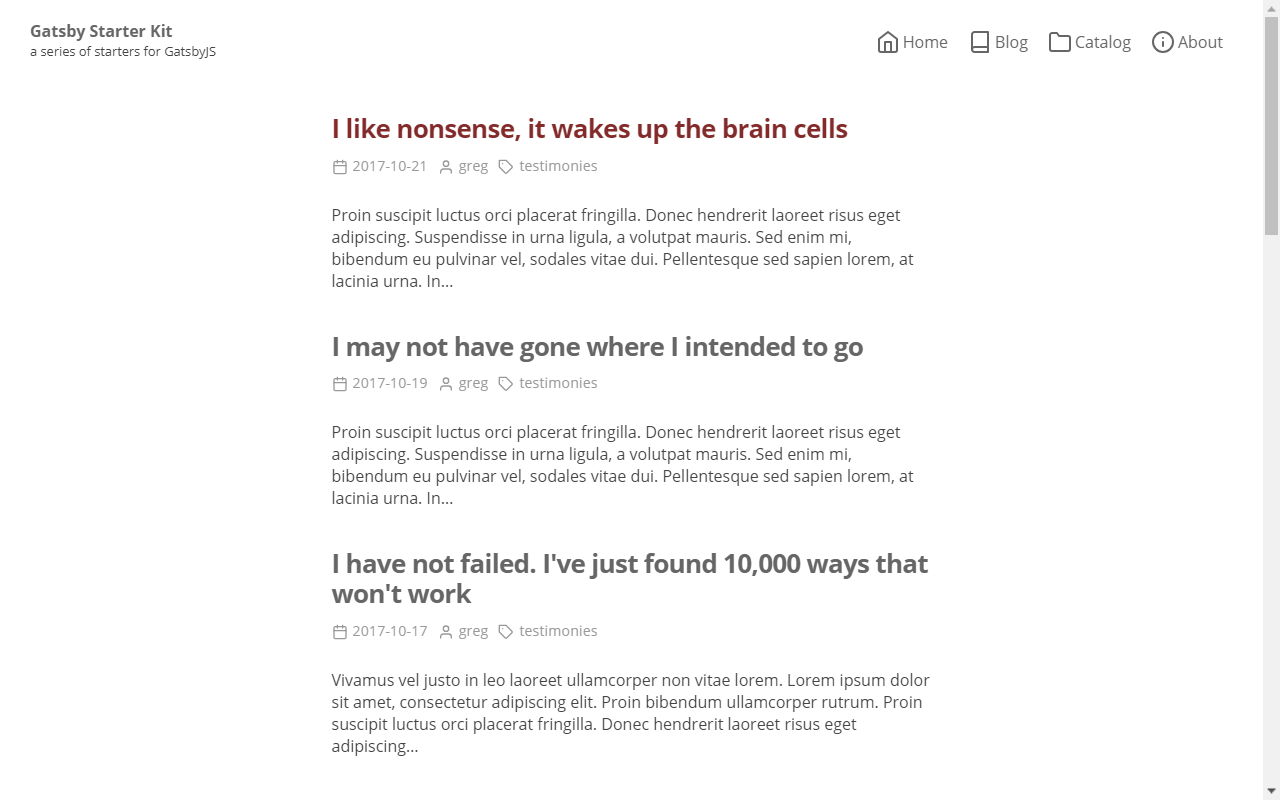 Gatsby Starter Kit
a series of starters for GatsbyJS
Home Blog Catalog About
I like nonsense, it wakes up the brain cells
2017-10-21 greg testimonies
Proin suscipit luctus orci placerat fringilla. Donec hendrerit laoreet risus eget
adipiscing. Suspendisse in urna ligula, a volutpat mauris. Sed enim mi,
bibendum eu pulvinar vel, sodales vitae dui. Pellentesque sed sapien lorem, at
lacinia urna. In…
I may not have gone where I intended to go
2017-10-19 greg testimonies
Proin suscipit luctus orci placerat fringilla. Donec hendrerit laoreet risus eget
adipiscing. Suspendisse in urna ligula, a volutpat mauris. Sed enim mi,
bibendum eu pulvinar vel, sodales vitae dui. Pellentesque sed sapien lorem, at
lacinia urna. In…
I have not failed. I've just found 10,000 ways that
won't work
2017-10-17 greg testimonies
Vivamus vel justo in leo laoreet ullamcorper non vitae lorem. Lorem ipsum dolor
sit amet, consectetur adipiscing elit. Proin bibendum ullamcorper rutrum. Proin
suscipit luctus orci placerat fringilla. Donec hendrerit laoreet risus eget
adipiscing…